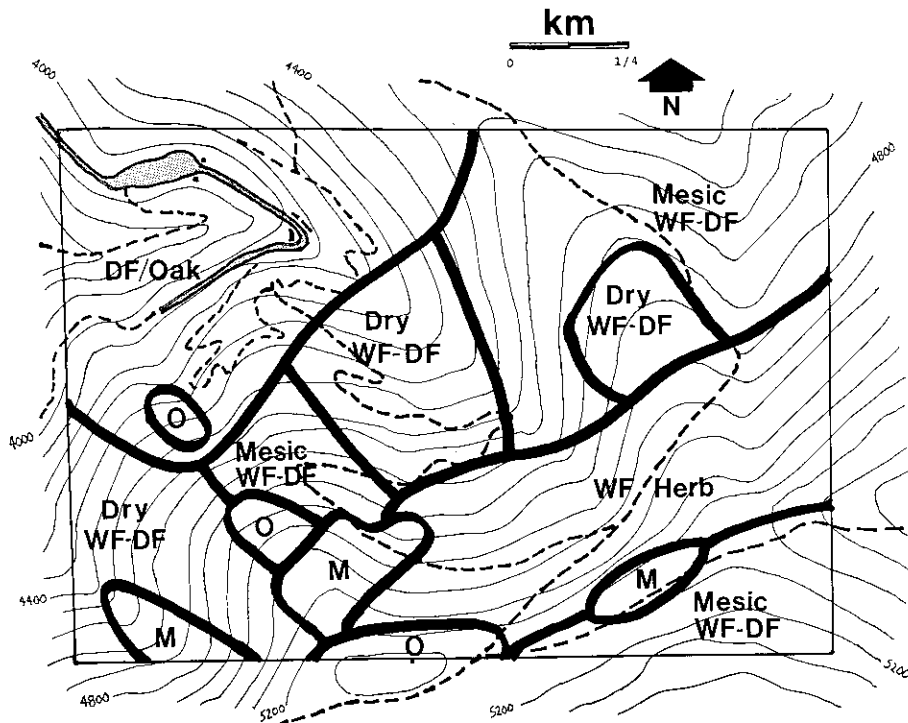 km
0 1/4
N
4000
4400
4800
Mesic
WF-DF
DF/Oak
Dry
WF-DF
Dry
WF-DF
O
4000
Mesic
WF-DF
WF Herb
Dry
WF-DF
O
M
M
4400
Mesic
WF-DF
M
O
4800
5200
5200
5200